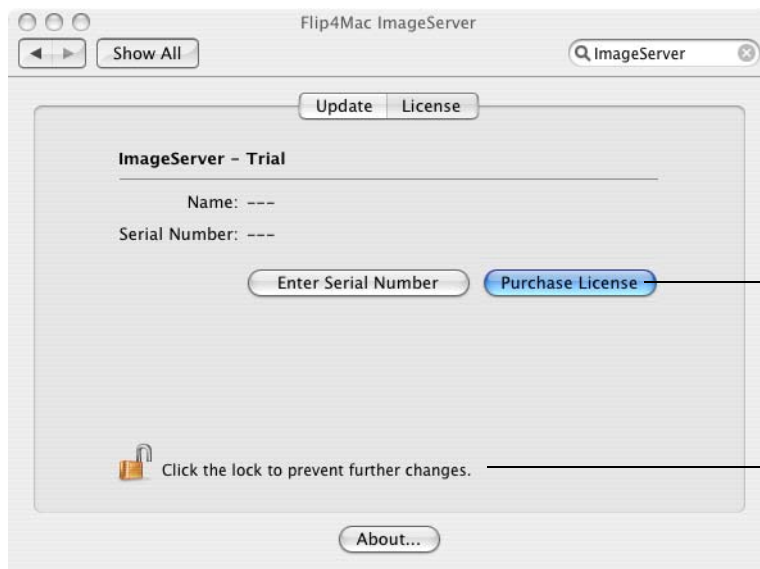 Flip4Mac ImageServer
Show All
ImageServer
Update License
ImageServer – Trial
Name: ---
Serial Number: ---
Enter Serial Number Purchase License
Click the lock to prevent further changes.
About...